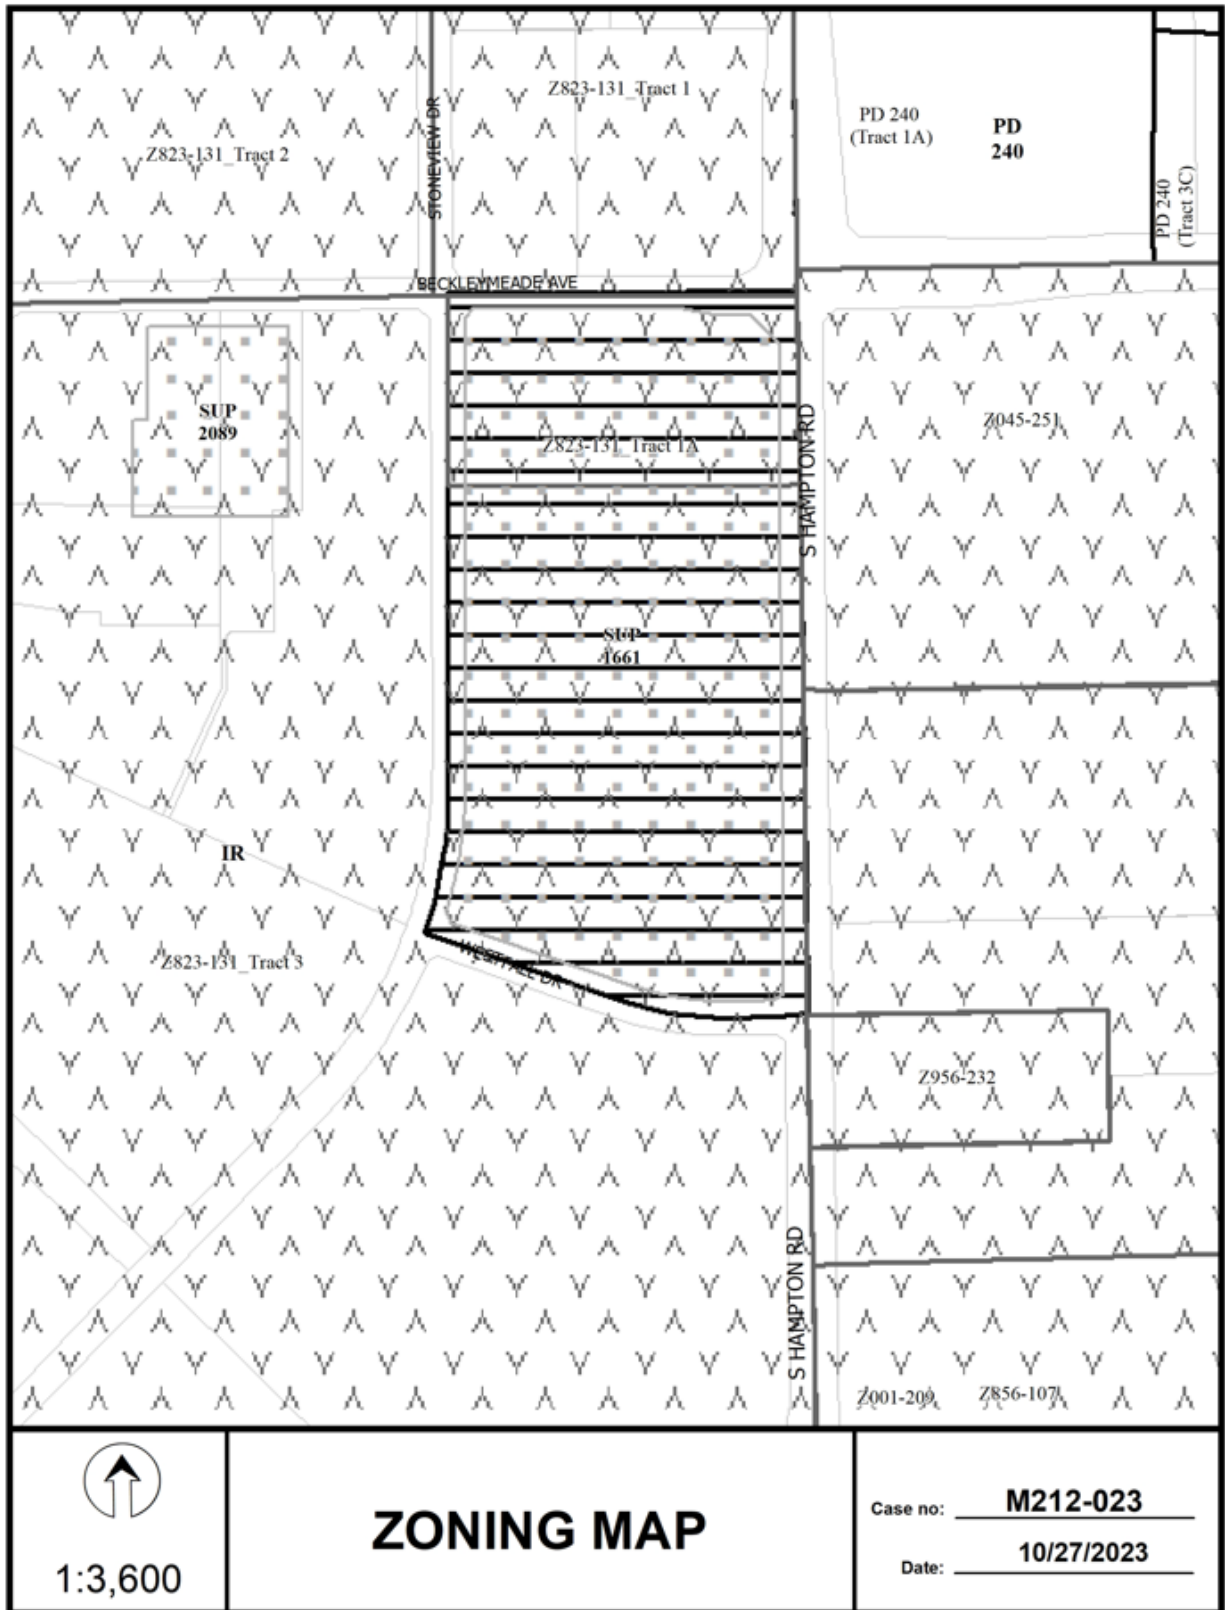 Z823-131_Tract 1
PD 240
(Tract 1A)
PD
240
Z823-131_Tract 2
STONEVIEW DR
PD 240
(Tract 3C)
BECKLEYMEADE AVE
SUP
2089
Z823-131_Tract 1A
S HAMPTON RD
Z045-251
SUP
1661
IR
Z823-131_Tract 3
WESTFALL DR
Z956-232
S HAMPTON RD
Z001-209
Z856-107
1:3,600
ZONING MAP
Case no: M212-023
Date: 10/27/2023